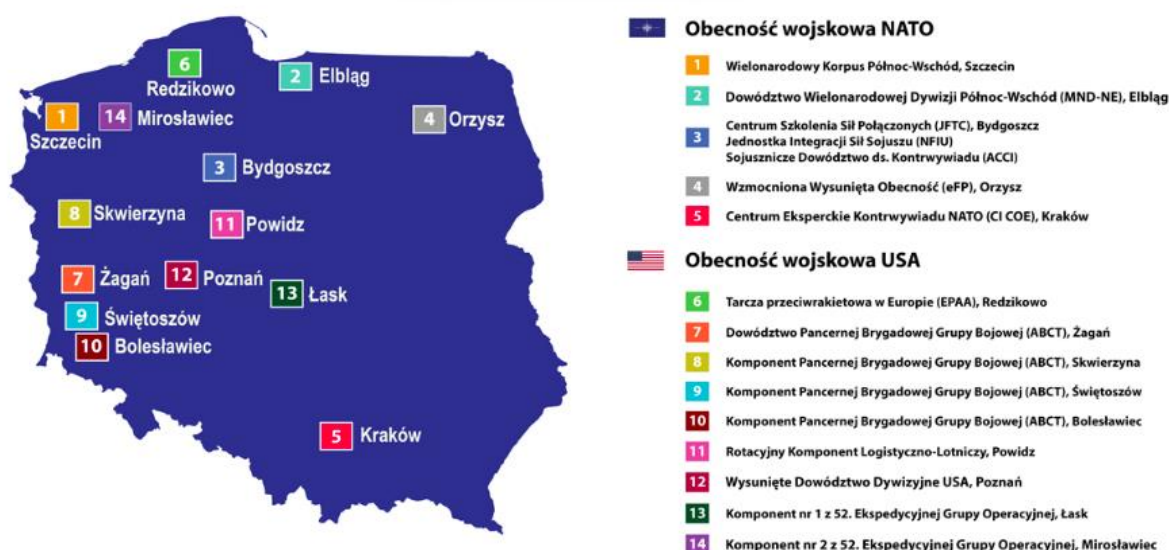 6
Redzikowo
2 Elbląg
1
Szczecin
14 Mirosławiec
4 Orzysz
3 Bydgoszcz
8 Skwierzyna
11 Powidz
7 Żagań
12 Poznań
13 Łask
9 Świętoszów
10 Bolesławiec
5 Kraków
Obecność wojskowa NATO
1 Wielonarodowy Korpus Północ-Wschód, Szczecin
2 Dowództwo Wielonarodowej Dywizji Północ-Wschód (MND-NE), Elbląg
3 Centrum Szkolenia Sił Połączonych (JFTC), Bydgoszcz
Jednostka Integracji Sił Sojuszu (NFIU)
Sojusznicze Dowództwo ds. Kontrwywiadu (ACCI)
4 Wzmocniona Wysunięta Obecność (eFP), Orzysz
5 Centrum Eksperckie Kontrwywiadu NATO (CI COE), Kraków
Obecność wojskowa USA
6 Tarcza przeciwrakietowa w Europie (EPAA), Redzikowo
7 Dowództwo Pancernej Brygadowej Grupy Bojowej (ABCT), Żagań
8 Komponent Pancernej Brygadowej Grupy Bojowej (ABCT), Skwierzyna
9 Komponent Pancernej Brygadowej Grupy Bojowej (ABCT), Świętoszów
10 Komponent Pancernej Brygadowej Grupy Bojowej (ABCT), Bolesławiec
11 Rotacyjny Komponent Logistyczno-Lotniczy, Powidz
12 Wysunięte Dowództwo Dywizyjne USA, Poznań
13 Komponent nr 1 z 52. Ekspedycyjnej Grupy Operacyjnej, Łask
14 Komponent nr 2 z 52. Ekspedycyjnej Grupy Operacyjnej, Mirosławiec